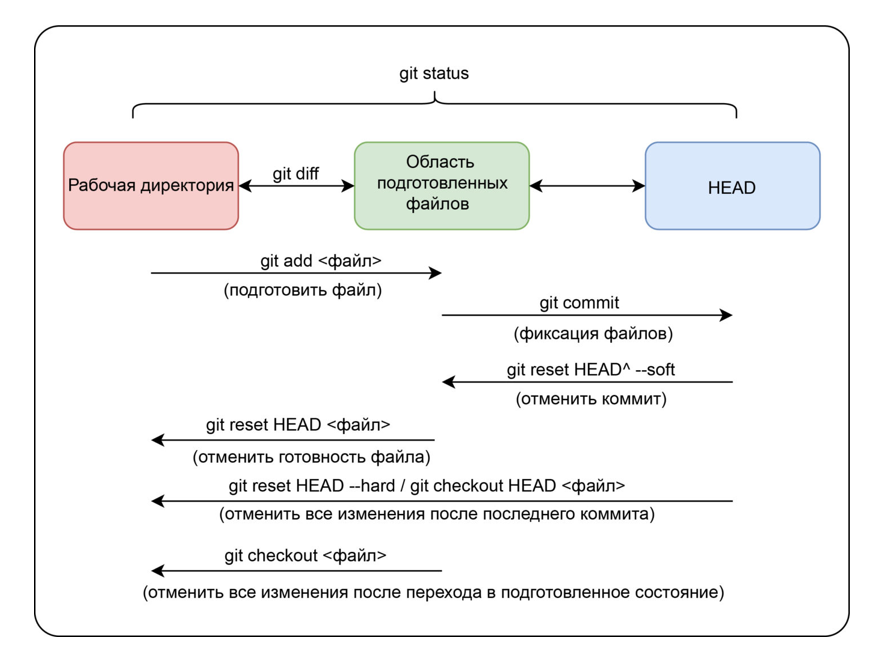 git status
Рабочая директория
git diff
Область
подготовленных
файлов
HEAD
git add <файл>
(подготовить файл)
git commit
(фиксация файлов)
git reset HEAD^ --soft
(отменить коммит)
git reset HEAD <файл>
(отменить готовность файла)
git reset HEAD --hard / git checkout HEAD <файл>
(отменить все изменения после последнего коммита)
git checkout <файл>
(отменить все изменения после перехода в подготовленное состояние)